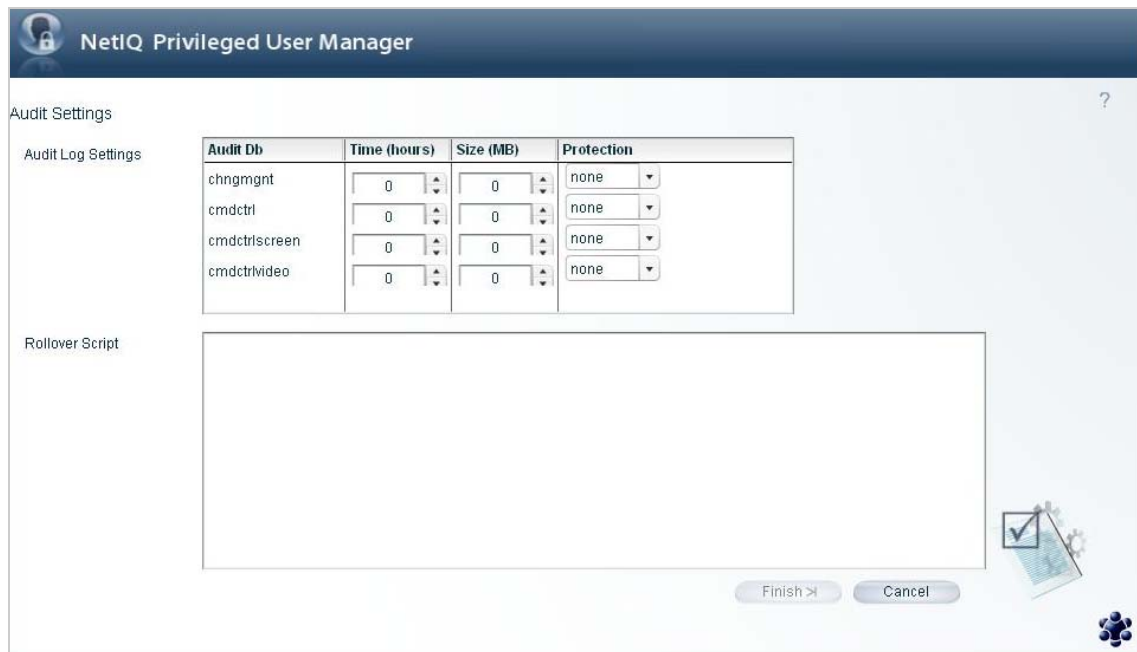 NetIQ Privileged User Manager
?
Audit Settings
Audit Log Settings
Audit Db Time (hours) Size (MB) Protection
chngmgnt 0 0 none
cmdctrl 0 0 none
cmdctrlscreen 0 0 none
cmdctrlvideo 0 0 none
Rollover Script
Finish Cancel